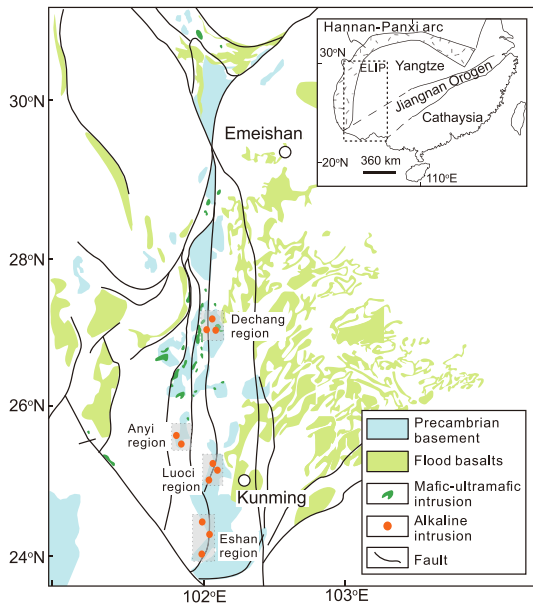 Hannan-Panxi arc
30°N
ELIP
Yangtze
Jiangnan Orogen
Cathaysia
20°N
360 km
110°E
30°N
Emeishan
28°N
Dechang
region
26°N
Anyi
region
Luoci
region
Kunming
Eshan
region
24°N
102°E
103°E
Precambrian
basement
Flood basalts
Mafic-ultramafic
intrusion
Alkaline
intrusion
Fault